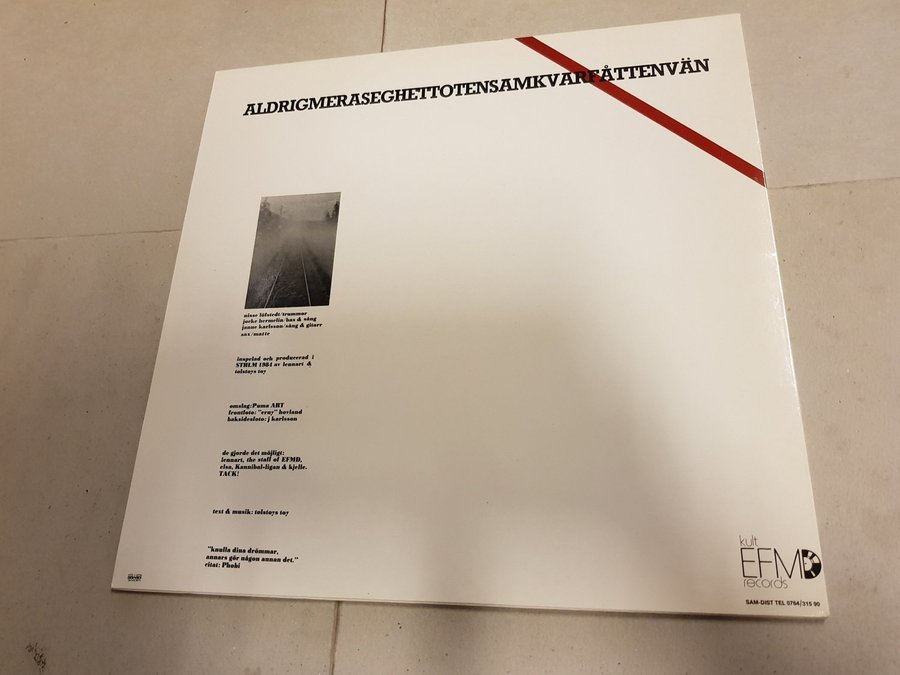 ALDRIGMERASEGHETTOTENSAMKVARFÅTTENVÄN
nisse löfstedt/trummor
jocke hermelin/bas & sång
janne karlsson/sång & gitarr
sax/matte
inspelad och producerad i
STHLM 1984 av lennart &
tolstoys toy
omslag:Puma ART
frontfoto: "erny" hovland
baksidesfoto: j karlsson
de gjorde det möjligt:
lennart, the staff of EFMD,
elsa, Kannibal-ligan & kjelle.
TACK!
text & musik: tolstoys toy
"knulla dina drömmar,
annars gör någon annan det."
citat: Phobi
kult
EFMD
records
SAM-DIST TEL 0764/315 90